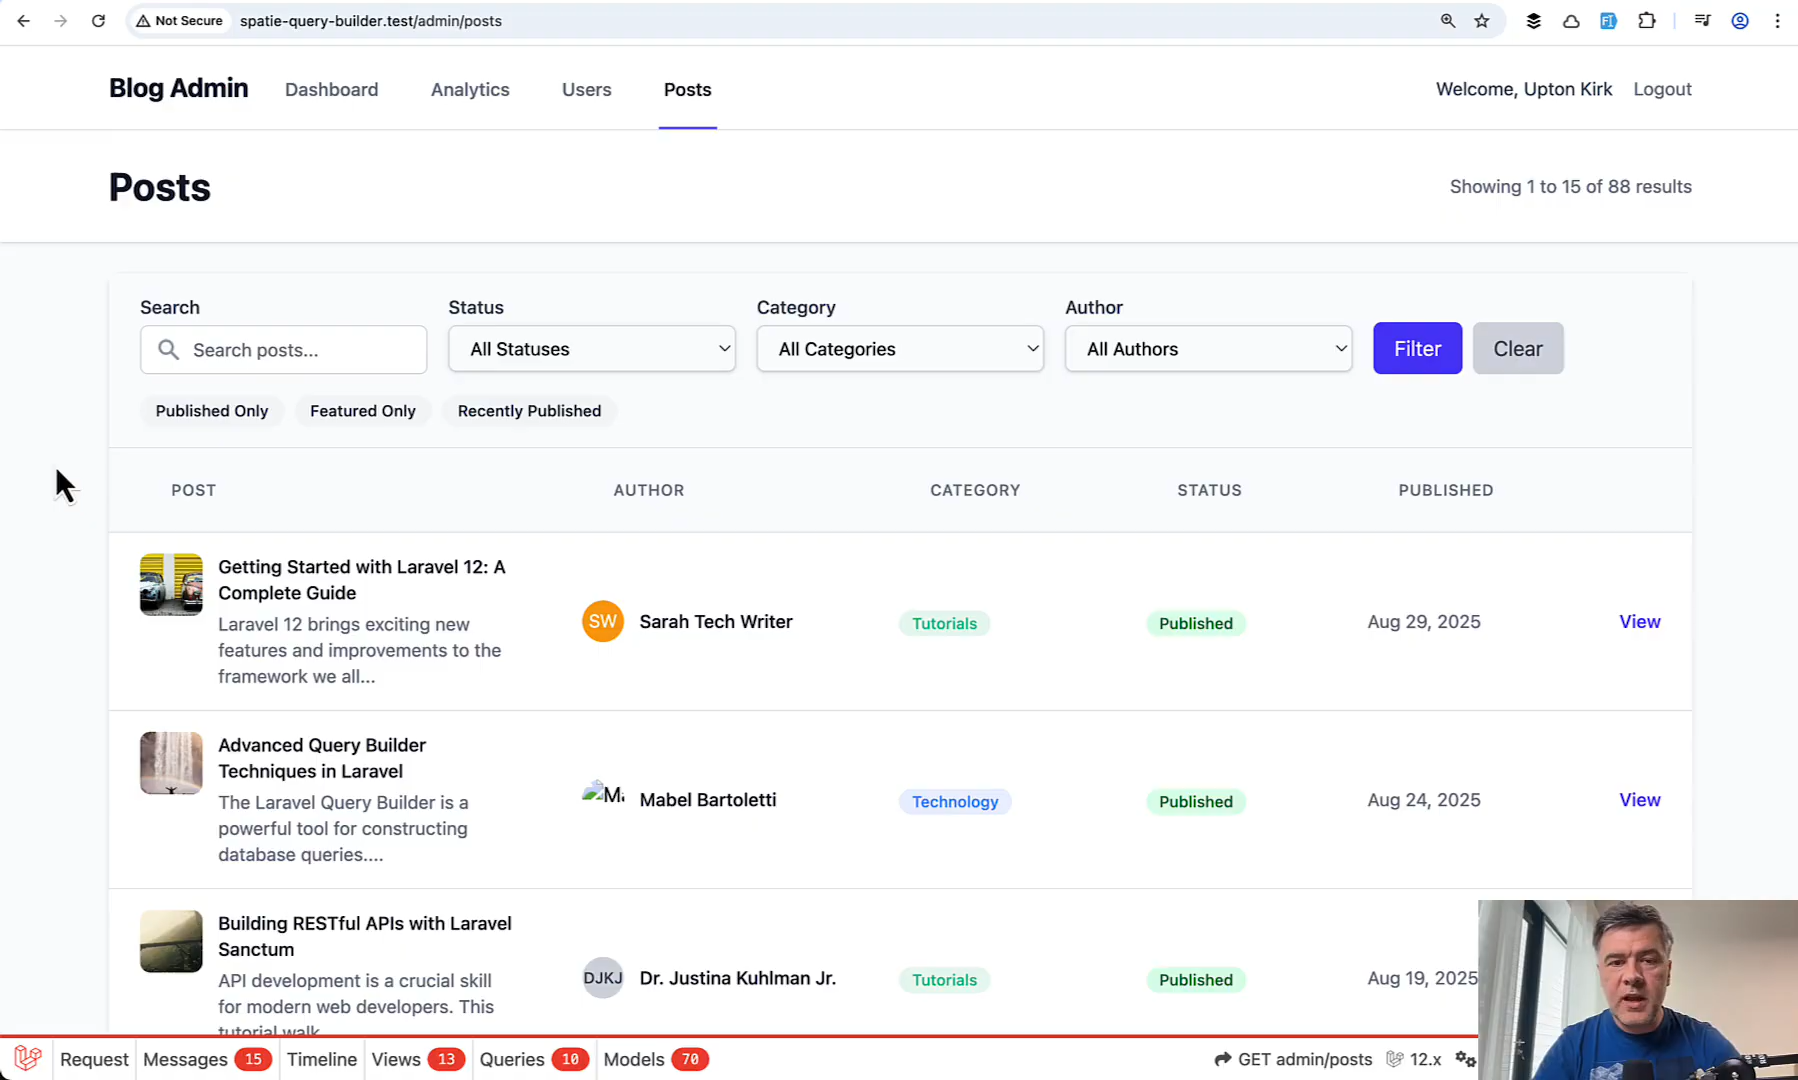 Not Secure spatie-query-builder.test/admin/posts
Blog Admin Dashboard Analytics Users Posts Welcome, Upton Kirk Logout
Posts Showing 1 to 15 of 88 results
Search Status Category Author
Search posts... All Statuses All Categories All Authors Filter Clear
Published Only Featured Only Recently Published
POST AUTHOR CATEGORY STATUS PUBLISHED
Getting Started with Laravel 12: A
Complete Guide
Laravel 12 brings exciting new
features and improvements to the
framework we all...
SW Sarah Tech Writer Tutorials Published Aug 29, 2025 View
Advanced Query Builder
Techniques in Laravel
The Laravel Query Builder is a
powerful tool for constructing
database queries....
Mabel Bartoletti Technology Published Aug 24, 2025 View
Building RESTful APIs with Laravel
Sanctum
API development is a crucial skill
for modern web developers. This
tutorial walk
DJKJ Dr. Justina Kuhlman Jr. Tutorials Published Aug 19, 2025
Request Messages 15 Timeline Views 13 Queries 10 Models 70 GET admin/posts 12.x